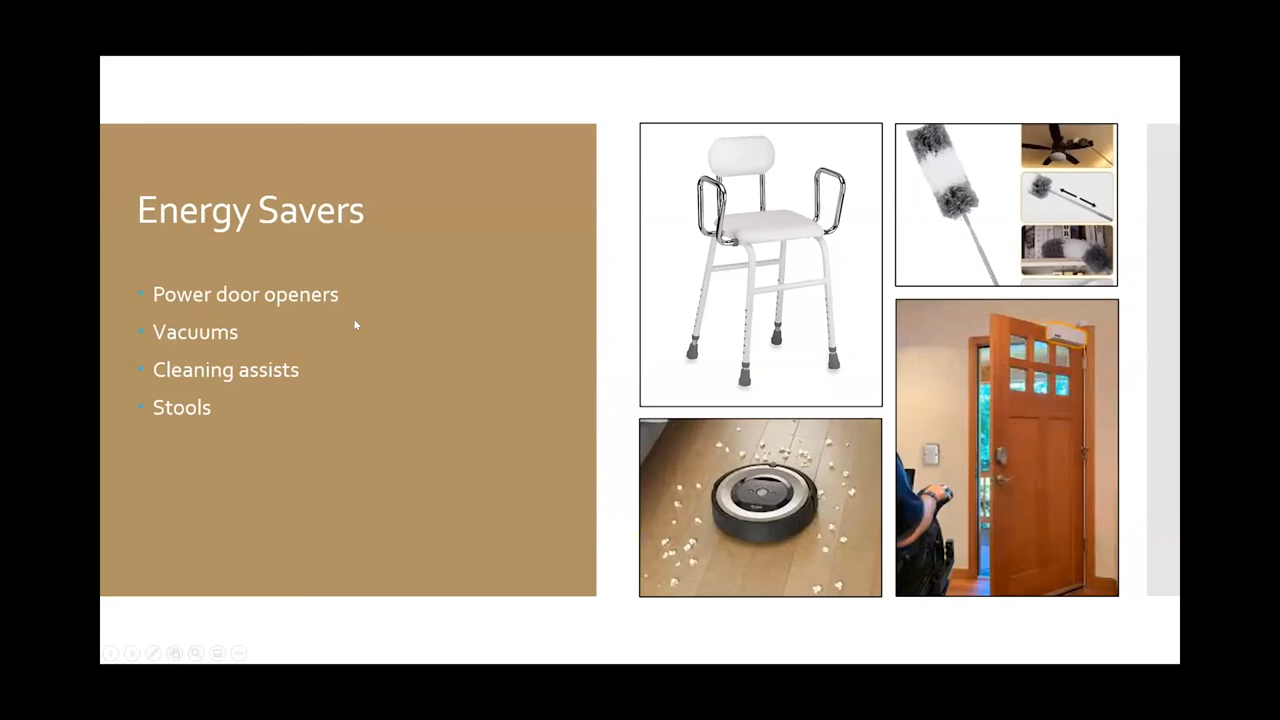 Energy Savers
Power door openers
Vacuums
Cleaning assists
Stools